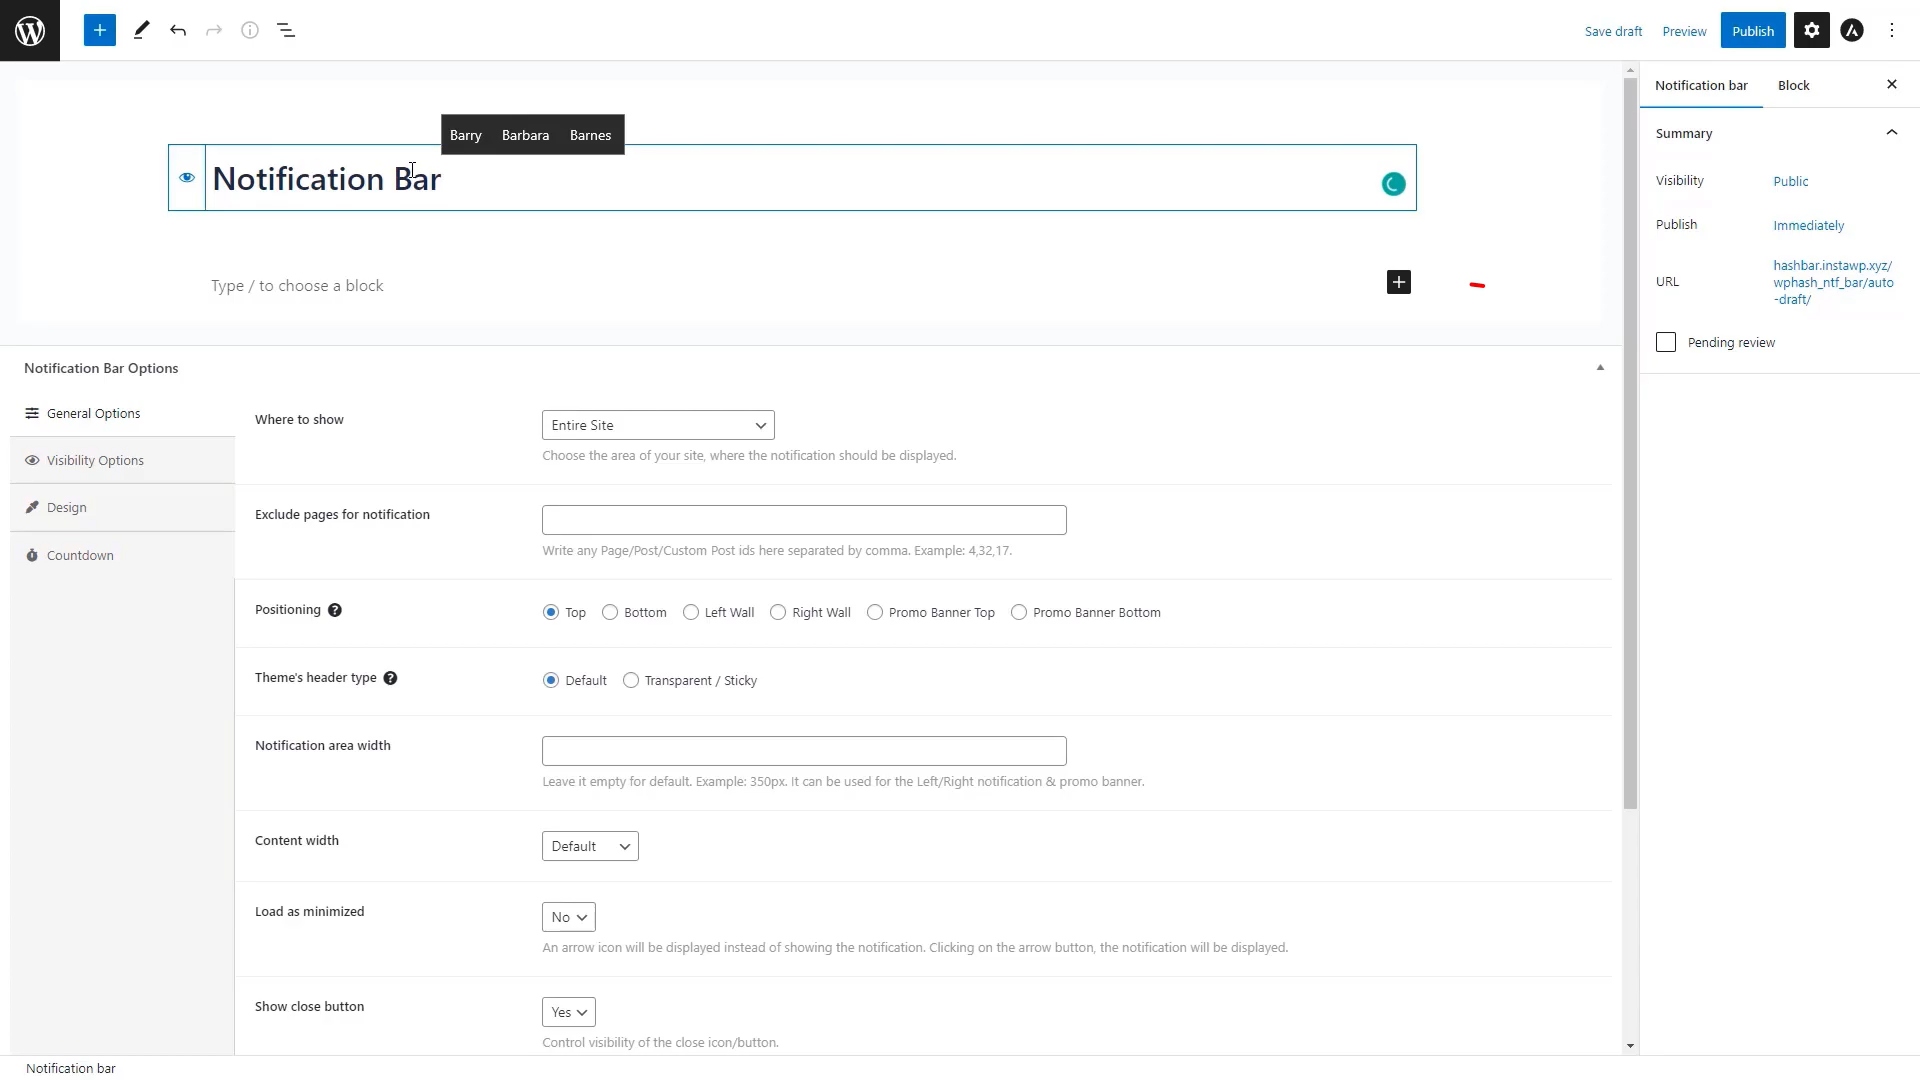 Save draft
Preview
Publish
Notification bar
Block
Summary
Barry Barbara Barnes
Notification Bar
Visibility
Public
Publish
Immediately
URL
hashbar.instawp.xyz/
wphash_ntf_bar/auto
-draft/
Type / to choose a block
Pending review
Notification Bar Options
General Options
Visibility Options
Design
Countdown
Where to show
Entire Site
Choose the area of your site, where the notification should be displayed.
Exclude pages for notification
Write any Page/Post/Custom Post ids here separated by comma. Example: 4,32,17.
Positioning
Top Bottom Left Wall Right Wall Promo Banner Top Promo Banner Bottom
Theme's header type
Default Transparent / Sticky
Notification area width
Leave it empty for default. Example: 350px. It can be used for the Left/Right notification & promo banner.
Content width
Default
Load as minimized
No
An arrow icon will be displayed instead of showing the notification. Clicking on the arrow button, the notification will be displayed.
Show close button
Yes
Control visibility of the close icon/button.
Notification bar